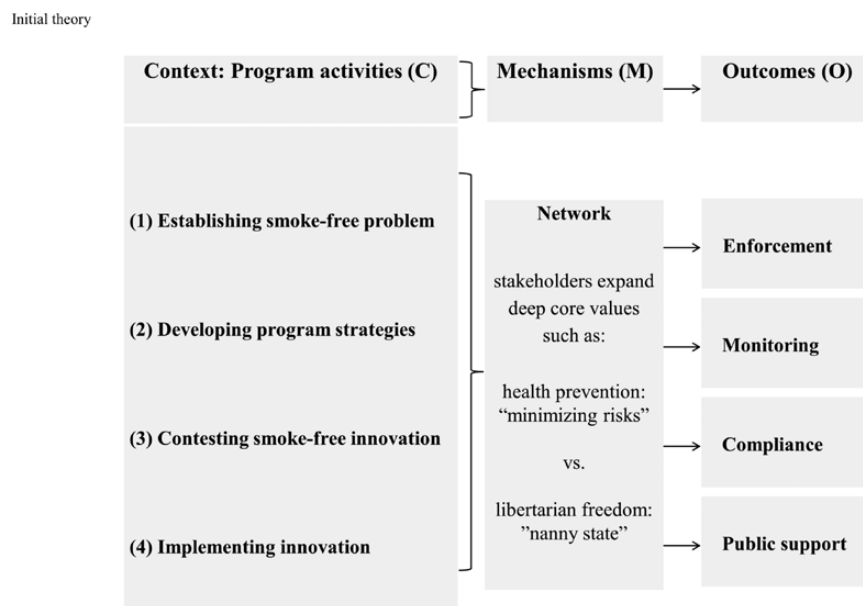 Initial theory
Context: Program activities (C)
Mechanisms (M)
Outcomes (O)
(1) Establishing smoke-free problem
(2) Developing program strategies
(3) Contesting smoke-free innovation
(4) Implementing innovation
Network
stakeholders expand
deep core values
such as:
health prevention:
“minimizing risks”
vs.
libertarian freedom:
”nanny state”
Enforcement
Monitoring
Compliance
Public support